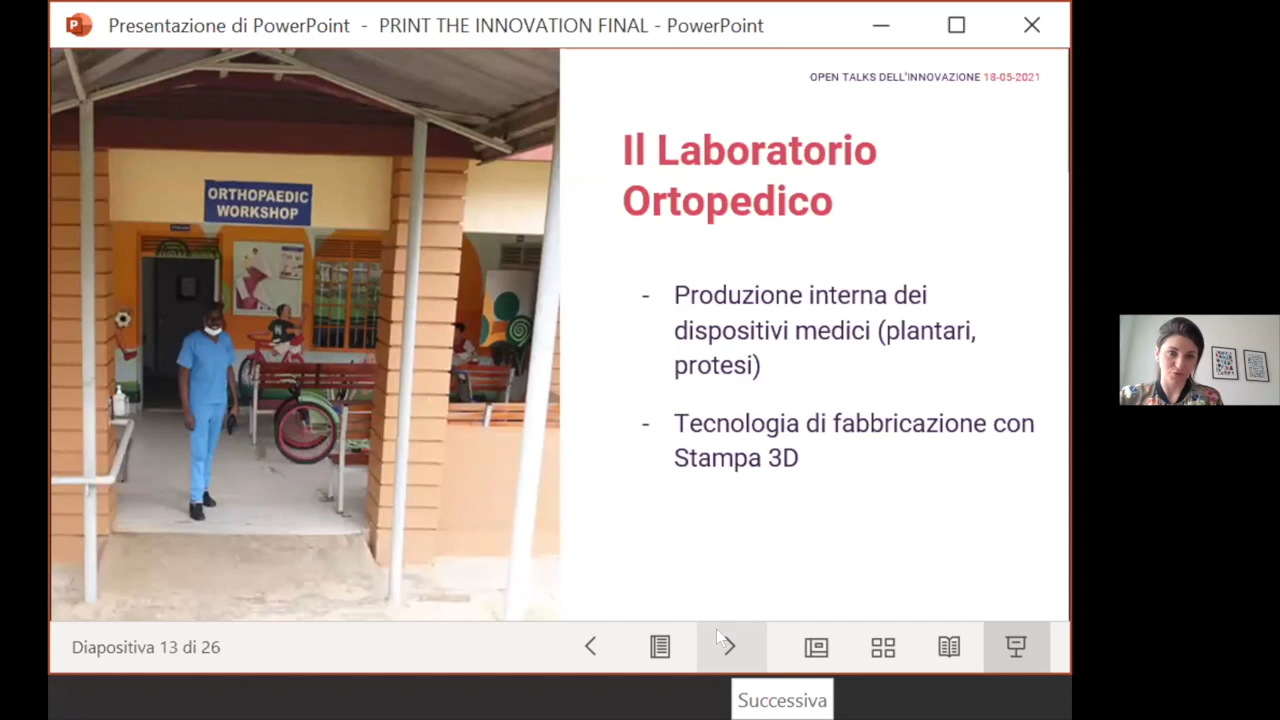 Presentazione di PowerPoint - PRINT THE INNOVATION FINAL - PowerPoint
OPEN TALKS DELL'INNOVAZIONE 18-05-2021
ORTHOPAEDIC
WORKSHOP
Il Laboratorio
Ortopedico
- Produzione interna dei
dispositivi medici (plantari,
protesi)
- Tecnologia di fabbricazione con
Stampa 3D
Diapositiva 13 di 26
Successiva